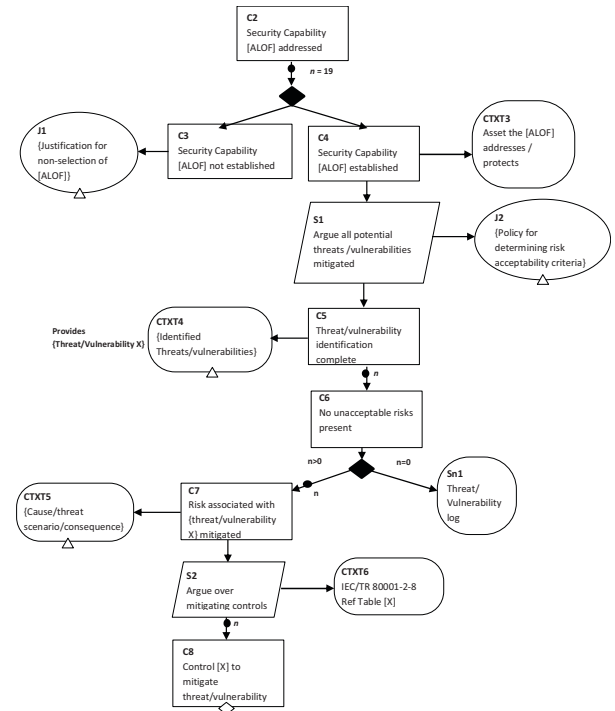 C2
Security Capability
[ALOF] addressed
n = 19
J1
{Justification for
non-selection of
[ALOF]}
C3
Security Capability
[ALOF] not established
C4
Security Capability
[ALOF] established
CTXT3
Asset the [ALOF]
addresses /
protects
S1
Argue all potential
threats /vulnerabilities
mitigated
J2
{Policy for
determining risk
acceptability criteria}
Provides
{Threat/Vulnerability X}
CTXT4
{Identified
Threats/vulnerabilities}
C5
Threat/vulnerability
identification
complete
n
C6
No unacceptable risks
present
n>0
n=0
n
CTXT5
{Cause/threat
scenario/consequence}
C7
Risk associated with
{threat/vulnerability
X} mitigated
Sn1
Threat/
Vulnerability
log
S2
Argue over
mitigating controls
CTXT6
IEC/TR 80001-2-8
Ref Table [X]
n
C8
Control [X] to
mitigate
threat/vulnerability